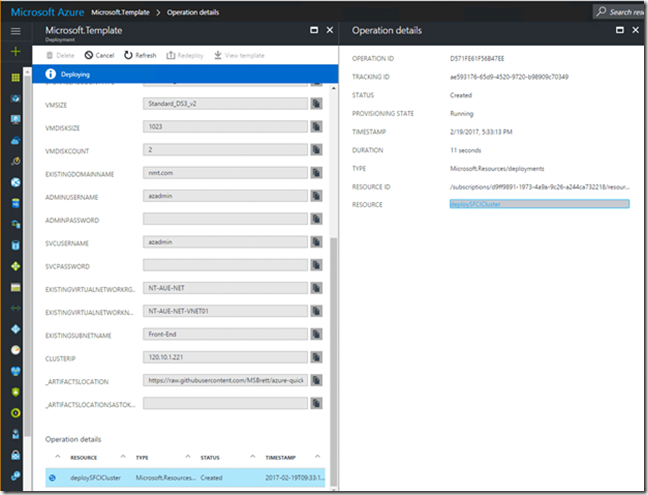 Microsoft Azure Microsoft.Template > Operation details
Search resou
Microsoft.Template
Deployment
Delete Cancel Refresh Redeploy View template
Deploying
VMSIZE Standard_DS3_v2
VMDISKSIZE 1023
VMDISKCOUNT 2
EXISTINGDOMAINNAME nmt.com
ADMINUSERNAME azadmin
ADMINPASSWORD
SVCUSERNAME azadmin
SVCPASSWORD
EXISTINGVIRTUALNETWORKRG... NT-AUE-NET
EXISTINGVIRTUALNETWORKN... NT-AUE-NET-VNET01
EXISTINGSUBNETNAME Front-End
CLUSTERIP 120.10.1.221
_ARTIFACTSLOCATION https://raw.githubusercontent.com/MSBrett/azure-quick
_ARTIFACTSLOCATIONSASTOK...
Operation details
RESOURCE TYPE STATUS TIMESTAMP
deploySFCICluster Microsoft.Resources... Created 2017-02-19T09:33:1...
Operation details
OPERATION ID D571FE61F56B47EE
TRACKING ID ae593176-65d9-4520-9720-b98909c70349
STATUS Created
PROVISIONING STATE Running
TIMESTAMP 2/19/2017, 5:33:13 PM
DURATION 11 seconds
TYPE Microsoft.Resources/deployments
RESOURCE ID /subscriptions/d9ff9891-1973-4a9a-9c26-a244ca732218/resour...
RESOURCE deploySFCICluster